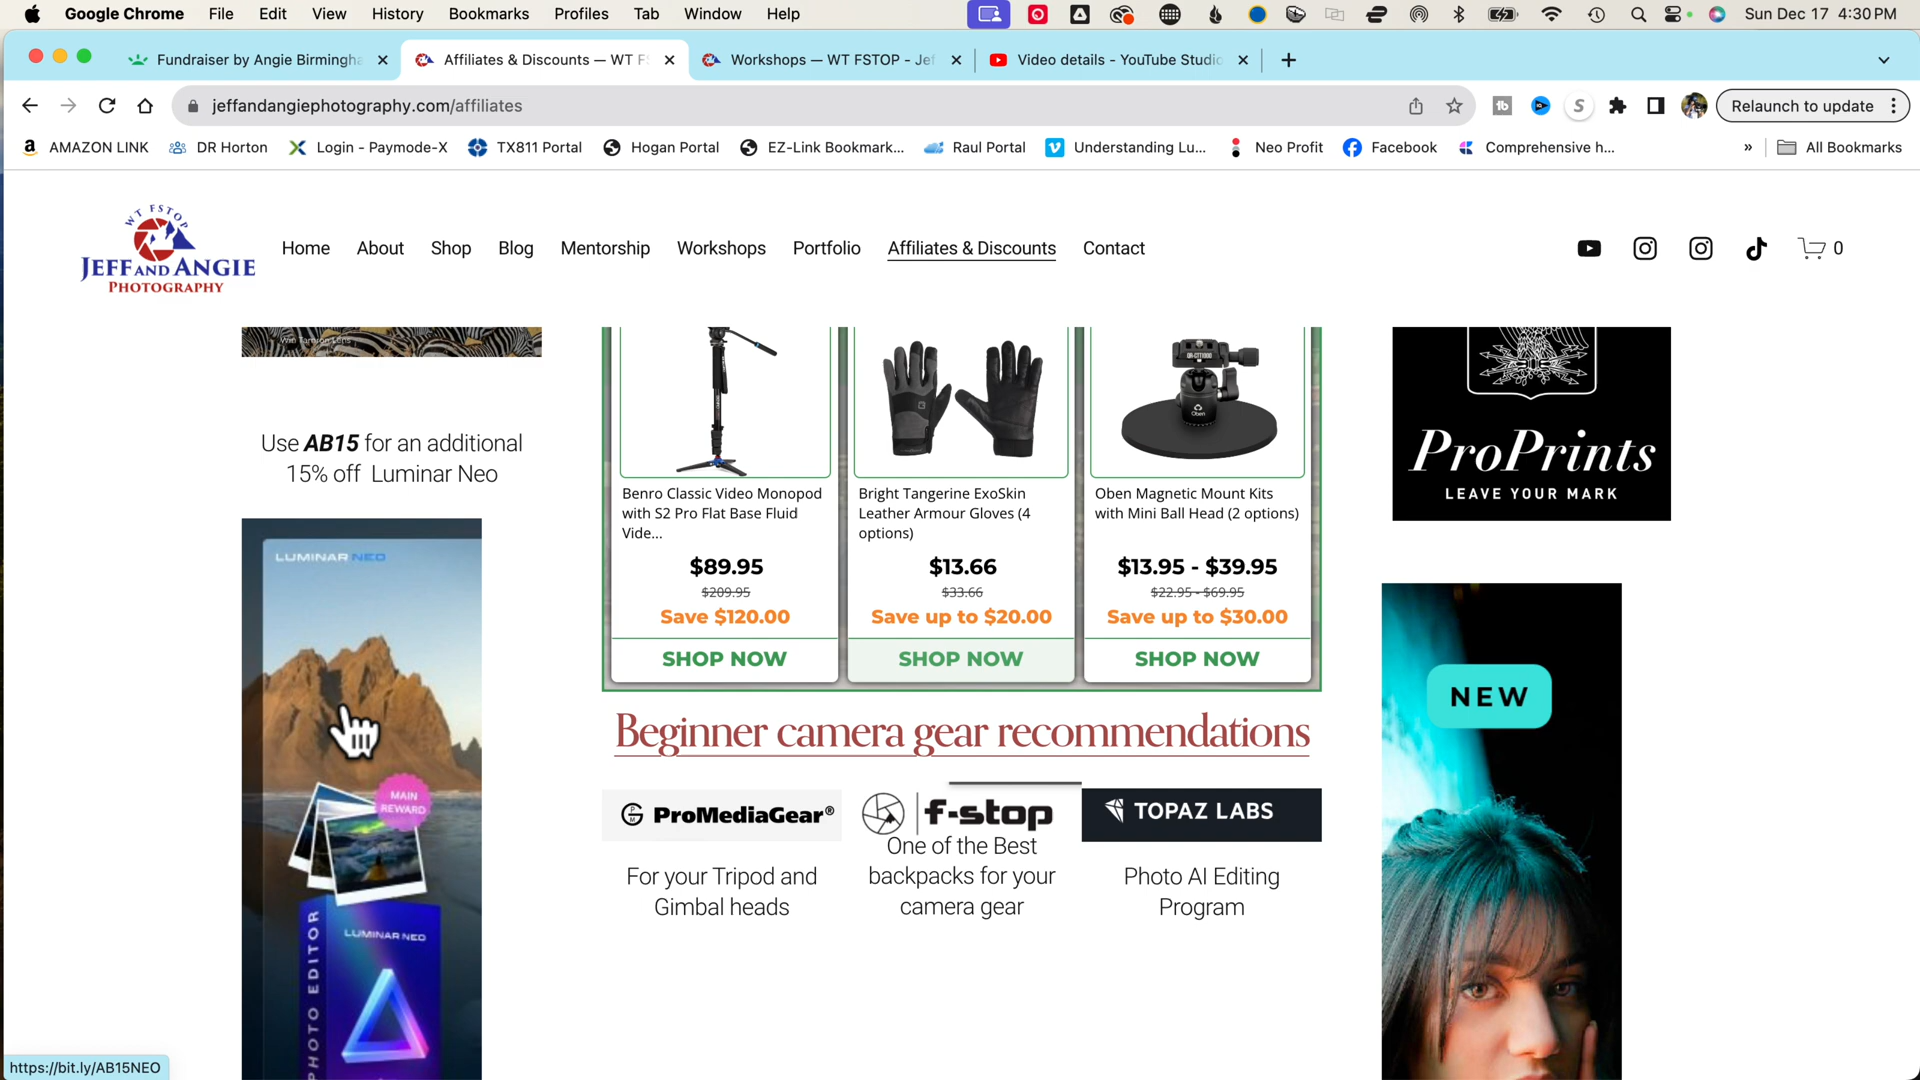 Google Chrome File Edit View History Bookmarks Profiles Tab Window Help Sun Dec 17 4:30 PM
Fundraiser by Angie Birmingha Affiliates & Discounts — WT F Workshops — WT FSTOP - Jef Video details - YouTube Studio
jeffandangiephotography.com/affiliates Relaunch to update
AMAZON LINK DR Horton Login - Paymode-X TX811 Portal Hogan Portal EZ-Link Bookmark... Raul Portal Understanding Lu... Neo Profit Facebook Comprehensive h... » All Bookmarks
WT FSTOP
JEFF AND ANGIE
PHOTOGRAPHY
Home About Shop Blog Mentorship Workshops Portfolio Affiliates & Discounts Contact 0
Win Tamron Lens
Use AB15 for an additional
15% off Luminar Neo
LUMINAR NEO
MAIN
REWARD
LUMINAR NEO
PHOTO EDITOR
Oben
Benro Classic Video Monopod
with S2 Pro Flat Base Fluid
Vide...
$89.95
$209.95
Save $120.00
SHOP NOW
Bright Tangerine ExoSkin
Leather Armour Gloves (4
options)
$13.66
$33.66
Save up to $20.00
SHOP NOW
Oben Magnetic Mount Kits
with Mini Ball Head (2 options)
$13.95 - $39.95
$22.95 - $69.95
Save up to $30.00
SHOP NOW
Beginner camera gear recommendations
ProMediaGear®
For your Tripod and
Gimbal heads
f-stop
One of the Best
backpacks for your
camera gear
TOPAZ LABS
Photo AI Editing
Program
ProPrints
LEAVE YOUR MARK
NEW
https://bit.ly/AB15NEO